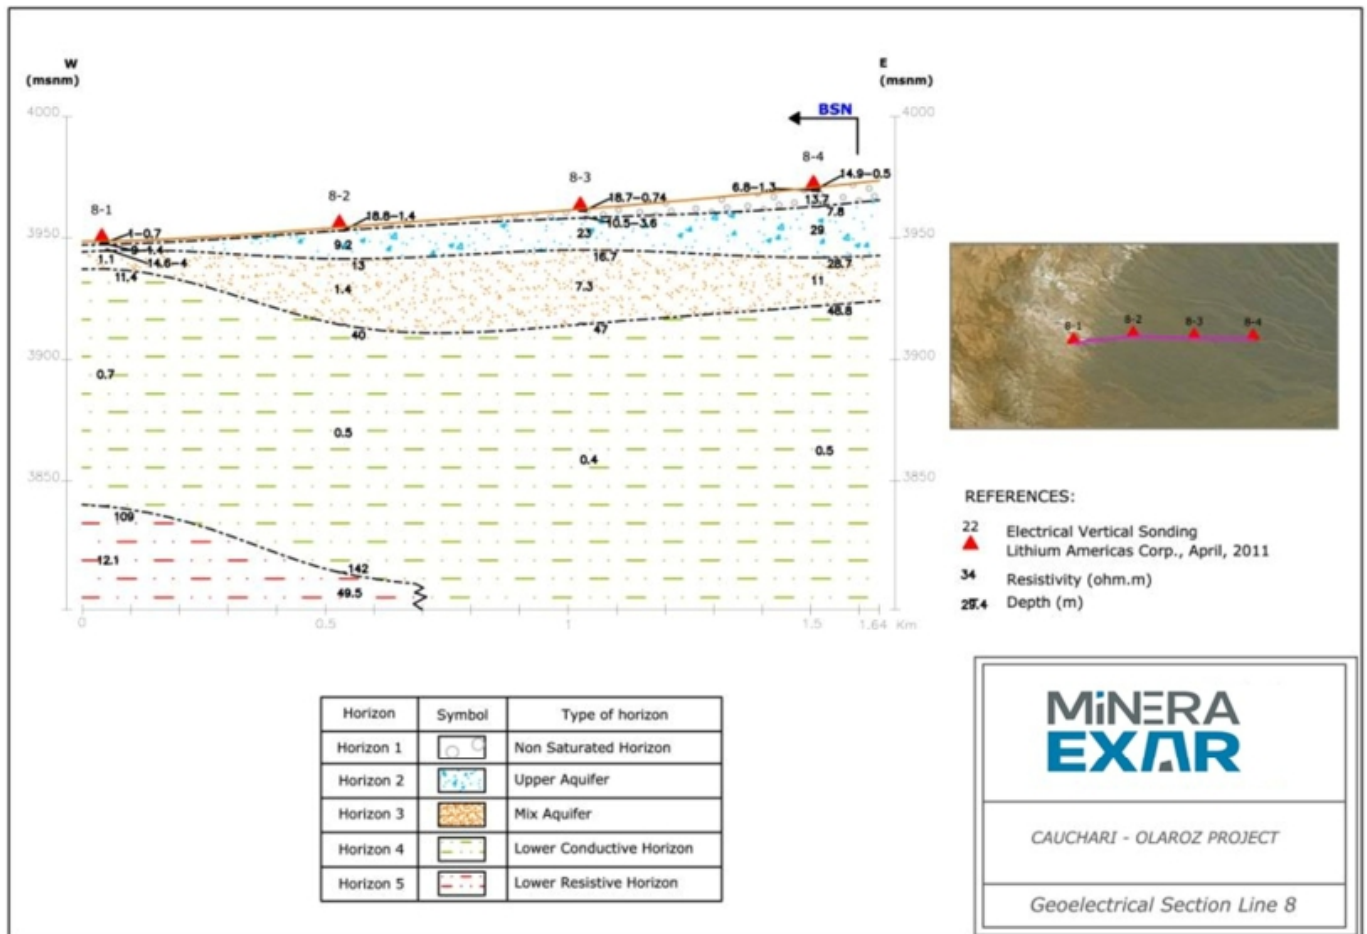 W
(msnm)
E
(msnm)
4000
4000
BSN
8-4
14.9-0.5
8-3
6.8-1.3
8-2
18.7-0.74
13.7
8-1
18.8-1.4
7.8
10.5-3.6
1-0.7
3950
9.2
23
29
3950
9-1.4
1.1
14.6-4
13
16.7
28.7
11.4
1.4
7.3
11
40
47
48.8
3900
3900
0.7
0.5
0.4
0.5
3850
3850
109
12.1
142
49.5
0
0.5
1
1.5
1.64
Km
8-1
8-2
8-3
8-4
REFERENCES:
22
Electrical Vertical Sonding
Lithium Americas Corp., April, 2011
34
Resistivity (ohm.m)
29.4
Depth (m)
Horizon Symbol Type of horizon
Horizon 1 Non Saturated Horizon
Horizon 2 Upper Aquifer
Horizon 3 Mix Aquifer
Horizon 4 Lower Conductive Horizon
Horizon 5 Lower Resistive Horizon
MINERA
EXAR
CAUCHARI - OLAROZ PROJECT
Geoelectrical Section Line 8